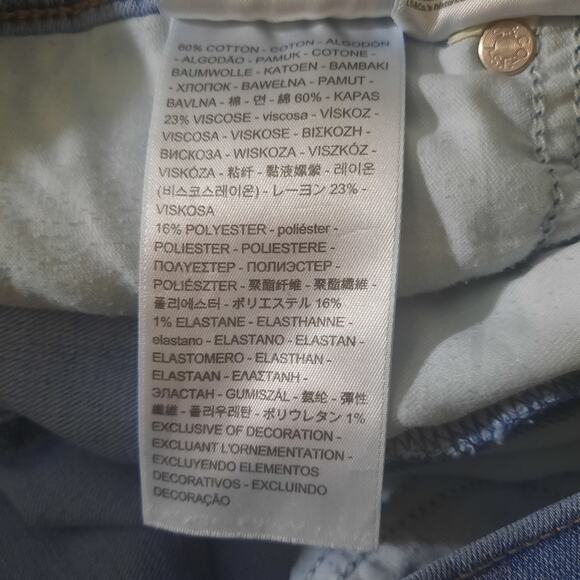 60% COTTON - COTON - ALGODÓN
- ALGODÃO - PAMUK - COTONE -
BAUMWOLLE - KATOEN - BAMBAKI
- ХЛОПОК - BAWEŁNA - PAMUT -
BAVLNA - 棉 - 면 - 綿 60% - KAPAS
23% VISCOSE - viscosa - VİSKOZ -
VISCOSA - VISKOSE - ΒΙΣΚΟΖΗ -
ВИСКОЗА - WISKOZA - VISZKÓZ -
VISKÓZA - 粘纤 - 黏液嫘縈 - 레이온
(비스코스레이온) - レーヨン 23% -
VISKOSA
16% POLYESTER - poliéster -
POLIESTER - POLIESTERE -
ΠΟΛΥΕΣΤΕΡ - ПОЛИЭСТЕР -
POLIÉSZTER - 聚酯纤维 - 聚酯纖維 -
폴리에스터 - ポリエステル 16%
1% ELASTANE - ELASTHANNE -
elastano - ELASTANO - ELASTAN -
ELASTOMERO - ELASTHAN -
ELASTAAN - ΕΛΑΣΤΑΝΗ -
ЭЛАСТАН - GUMISZÁL - 氨纶 - 彈性
纖維 - 폴리우레탄 - ポリウレタン 1%
EXCLUSIVE OF DECORATION -
EXCLUANT L'ORNEMENTATION -
EXCLUYENDO ELEMENTOS
DECORATIVOS - EXCLUINDO
DECORAÇÃO